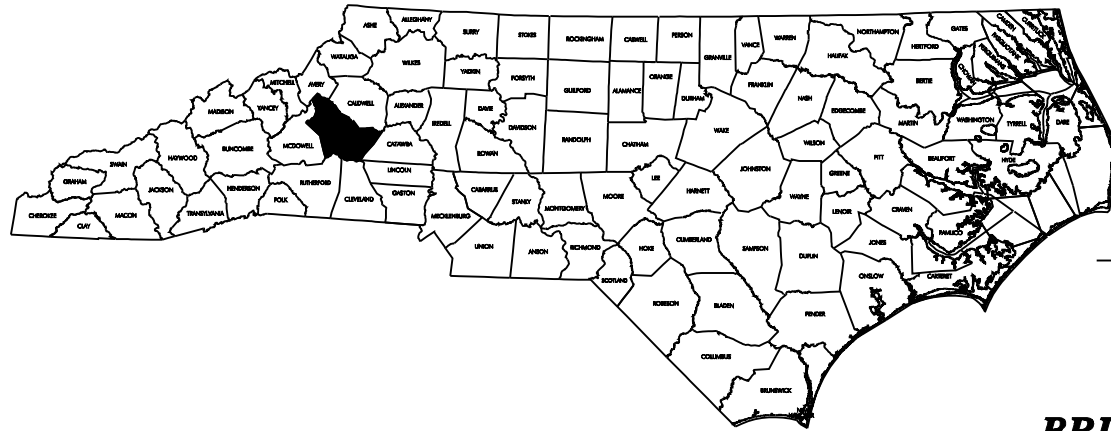 ASHE
ALLEGHANY
SURRY
STOKES
ROCKINGHAM
CASWELL
PERSON
GRANVILLE
VANCE
WARREN
NORTHAMPTON
GATES
HERTFORD
HALIFAX
WATAUGA
WILKES
YADKIN
FORSYTH
GUILFORD
ALAMANCE
ORANGE
DURHAM
FRANKLIN
NASH
EDGECOMBE
BERTIE
MITCHELL
AVERY
CALDWELL
ALEXANDER
IREDELL
DAVIE
DAVIDSON
RANDOLPH
CHATHAM
WAKE
WILSON
MARTIN
WASHINGTON
TYRRELL
DARE
MADISON
YANCEY
MCDOWELL
CATAWBA
ROWAN
JOHNSTON
GREENE
PITT
BEAUFORT
HYDE
SWAIN
HAYWOOD
BUNCOMBE
RUTHERFORD
LINCOLN
GASTON
CABARRUS
STANLY
MONTGOMERY
MOORE
LEE
HARNETT
WAYNE
LENOIR
CRAVEN
PAMLICO
GRAHAM
JACKSON
HENDERSON
POLK
CLEVELAND
MECKLENBURG
CHEROKEE
CLAY
MACON
TRANSYLVANIA
UNION
ANSON
RICHMOND
SCOTLAND
HOKE
CUMBERLAND
SAMPSON
DUPLIN
JONES
ONSLOW
CARTERET
ROBESON
BLADEN
PENDER
COLUMBUS
BRUNSWICK